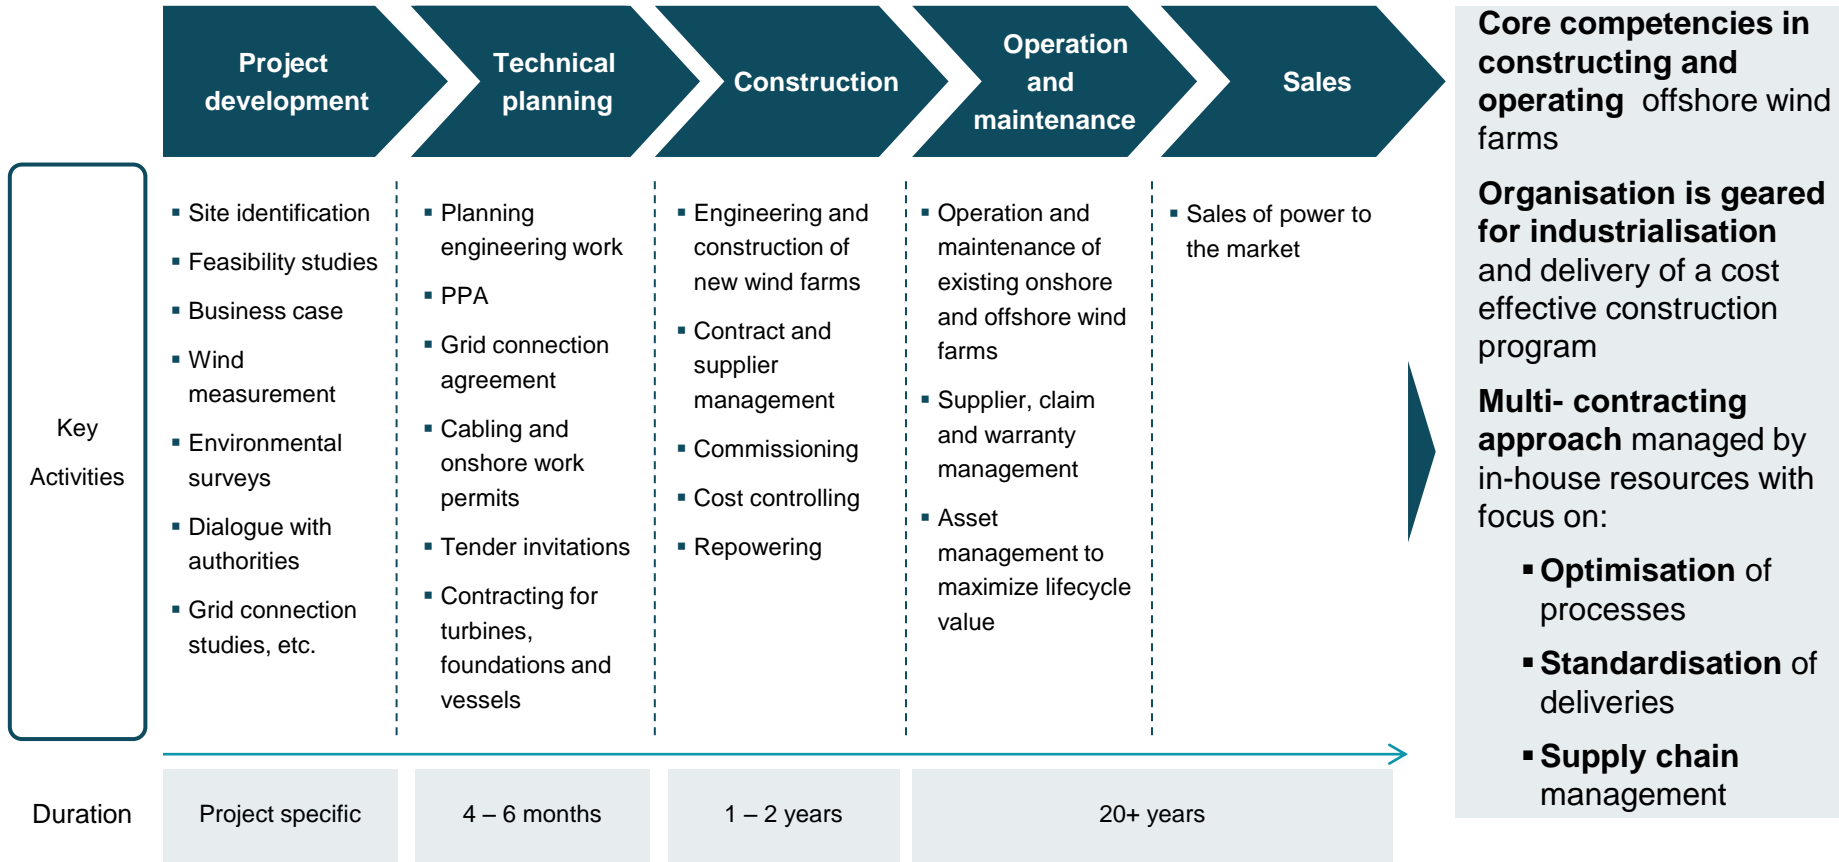 Project
development
Technical
planning
Construction
Operation
and
maintenance
Sales
Key
Activities
▪ Site identification
▪ Feasibility studies
▪ Business case
▪ Wind
measurement
▪ Environmental
surveys
▪ Dialogue with
authorities
▪ Grid connection
studies, etc.
▪ Planning
engineering work
▪ PPA
▪ Grid connection
agreement
▪ Cabling and
onshore work
permits
▪ Tender invitations
▪ Contracting for
turbines,
foundations and
vessels
▪ Engineering and
construction of
new wind farms
▪ Contract and
supplier
management
▪ Commissioning
▪ Cost controlling
▪ Repowering
▪ Operation and
maintenance of
existing onshore
and offshore wind
farms
▪ Supplier, claim
and warranty
management
▪ Asset
management to
maximize lifecycle
value
▪ Sales of power to
the market
Duration
Project specific
4 – 6 months
1 – 2 years
20+ years
Core competencies in
constructing and
operating offshore wind
farms
Organisation is geared
for industrialisation
and delivery of a cost
effective construction
program
Multi- contracting
approach managed by
in-house resources with
focus on:
▪ Optimisation of
processes
▪ Standardisation of
deliveries
▪ Supply chain
management